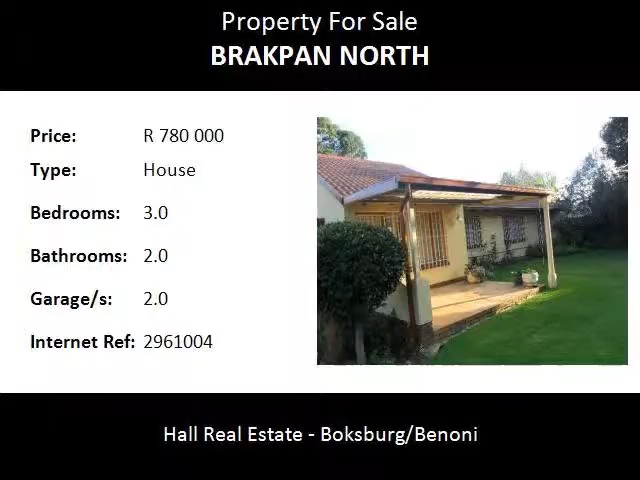 Property For Sale
BRAKPAN NORTH
Price: R 780 000
Type: House
Bedrooms: 3.0
Bathrooms: 2.0
Garage/s: 2.0
Internet Ref: 2961004
Hall Real Estate - Boksburg/Benoni